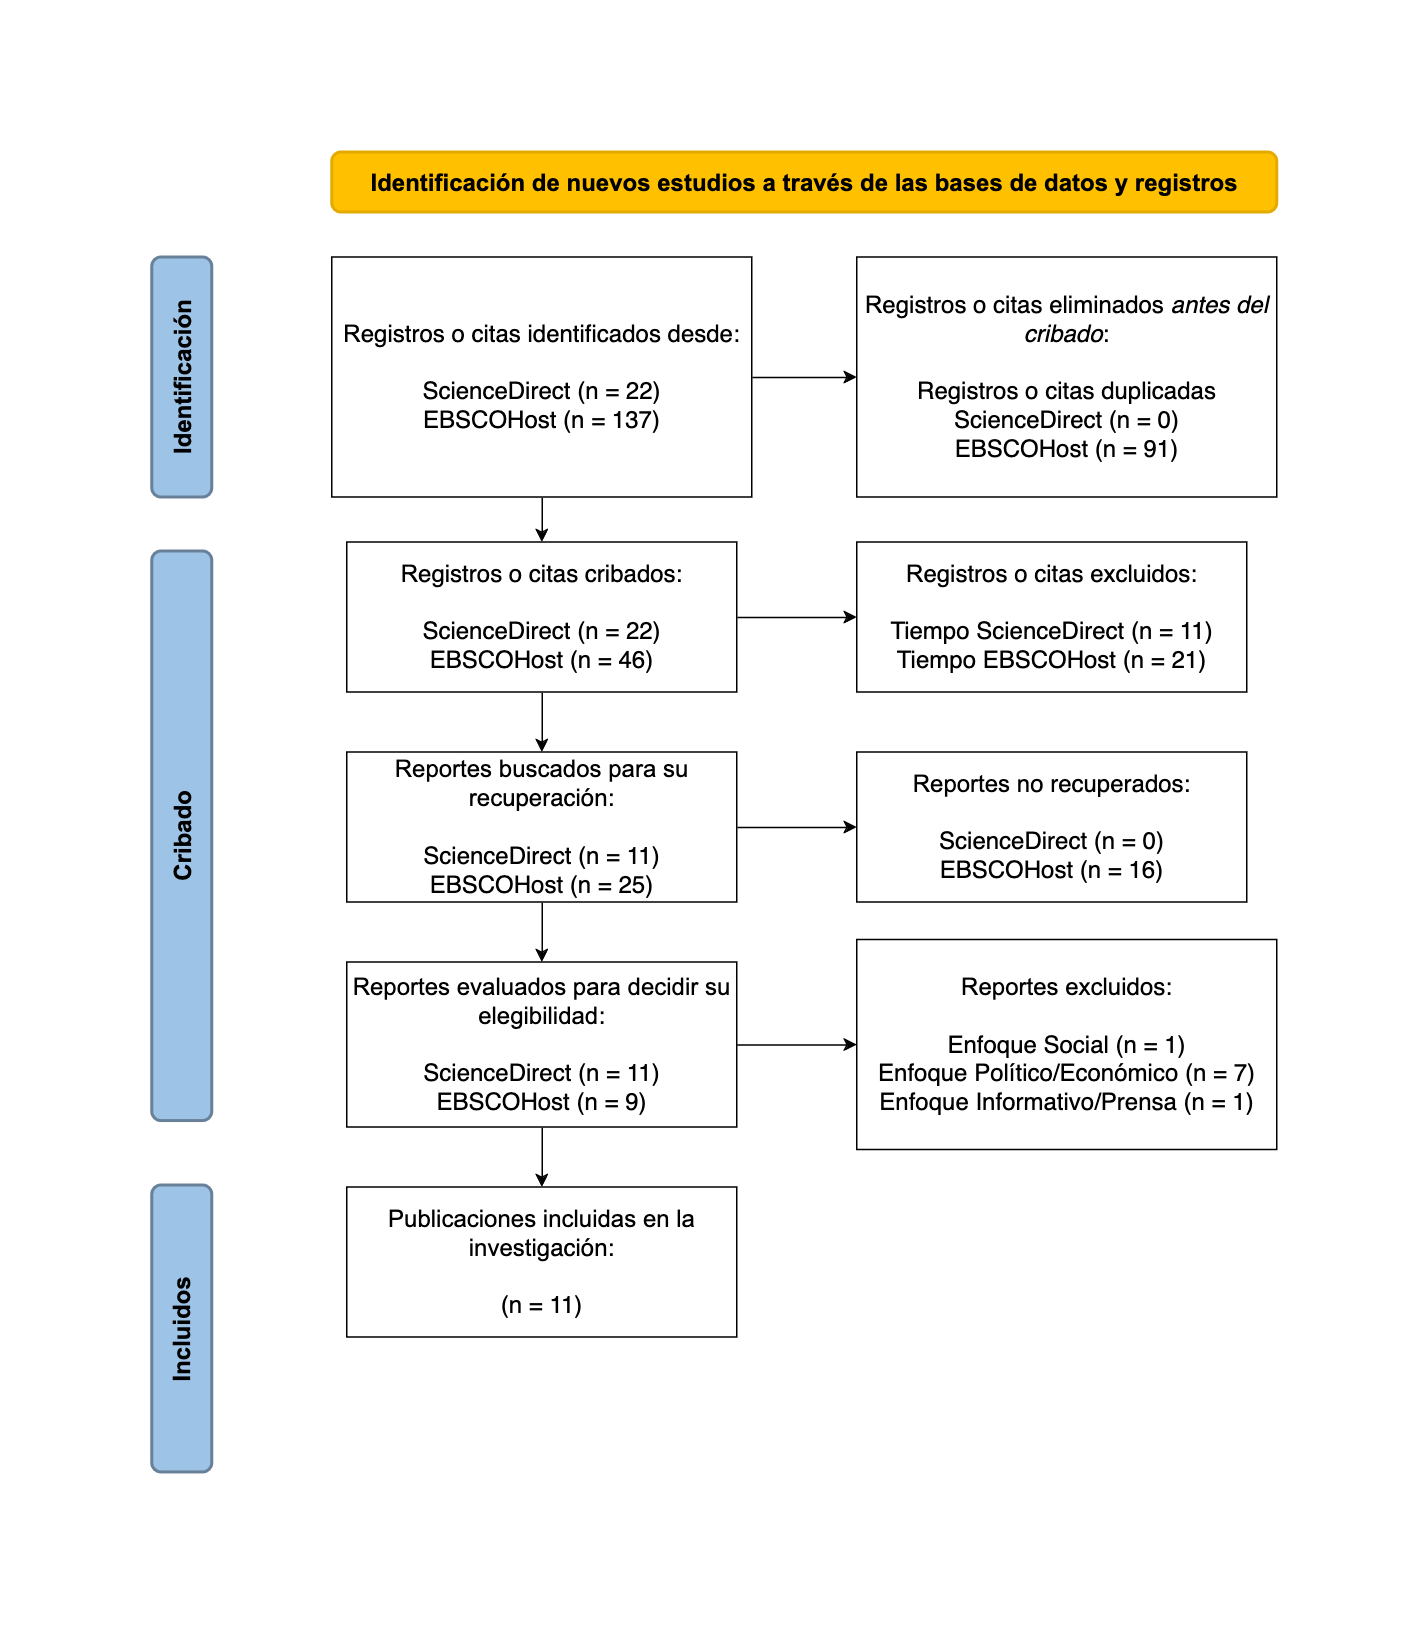 Identificación de nuevos estudios a través de las bases de datos y registros
Identificación
Registros o citas identificados desde:
ScienceDirect (n = 22)
EBSCOHost (n = 137)
Registros o citas eliminados antes del
cribado:
Registros o citas duplicadas
ScienceDirect (n = 0)
EBSCOHost (n = 91)
Cribado
Registros o citas cribados:
ScienceDirect (n = 22)
EBSCOHost (n = 46)
Registros o citas excluidos:
Tiempo ScienceDirect (n = 11)
Tiempo EBSCOHost (n = 21)
Reportes buscados para su
recuperación:
ScienceDirect (n = 11)
EBSCOHost (n = 25)
Reportes no recuperados:
ScienceDirect (n = 0)
EBSCOHost (n = 16)
Reportes evaluados para decidir su
elegibilidad:
ScienceDirect (n = 11)
EBSCOHost (n = 9)
Reportes excluidos:
Enfoque Social (n = 1)
Enfoque Político/Económico (n = 7)
Enfoque Informativo/Prensa (n = 1)
Incluidos
Publicaciones incluidas en la
investigación:
(n = 11)